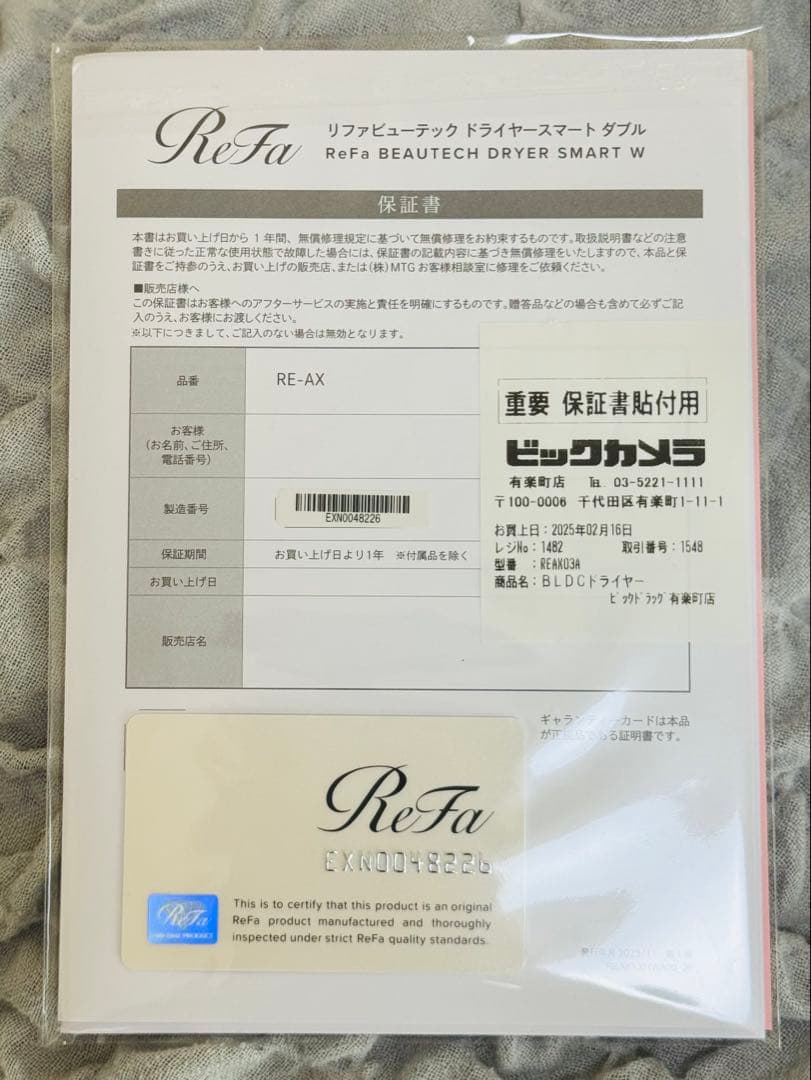 ReFa
リファビューテック ドライヤースマート ダブル
ReFa BEAUTECH DRYER SMART W
保証書
本書はお買い上げ日から 1 年間、無償修理規定に基づいて無償修理をお約束するものです。取扱説明書などの注意
書きに従った正常な使用状態で故障した場合には、保証書の記載内容に基づき無償修理をいたしますので、本品と保
証書をご持参のうえ、お買い上げの販売店、または(株)MTG お客様相談室に修理をご依頼ください。
■販売店様へ
この保証書はお客様へのアフターサービスの実施と責任を明確にするものです。贈答品などの場合も含めて必ずご記
入のうえ、お客様にお渡しください。
※以下につきまして、ご記入のない場合は無効となります。
品番
RE-AX
お客様
(お名前、ご住所、
電話番号)
製造番号
EXN0048226
保証期間
お買い上げ日より1年 ※付属品を除く
お買い上げ日
販売店名
重要 保証書貼付用
ビックカメラ
有楽町店 TEL 03-5221-1111
〒100-0006 千代田区有楽町1-11-1
お買上日：2025年02月16日
レジNo：1482 取引番号：1548
型番 ：REAX03A
商品名：BLDCドライヤー
ビックドラッグ有楽町店
ギャランティーカードは本品
が正規品である証明書です。
ReFa
EXN0048226
ReFa
This is to certify that this product is an original
ReFa product manufactured and thoroughly
inspected under strict ReFa quality standards.